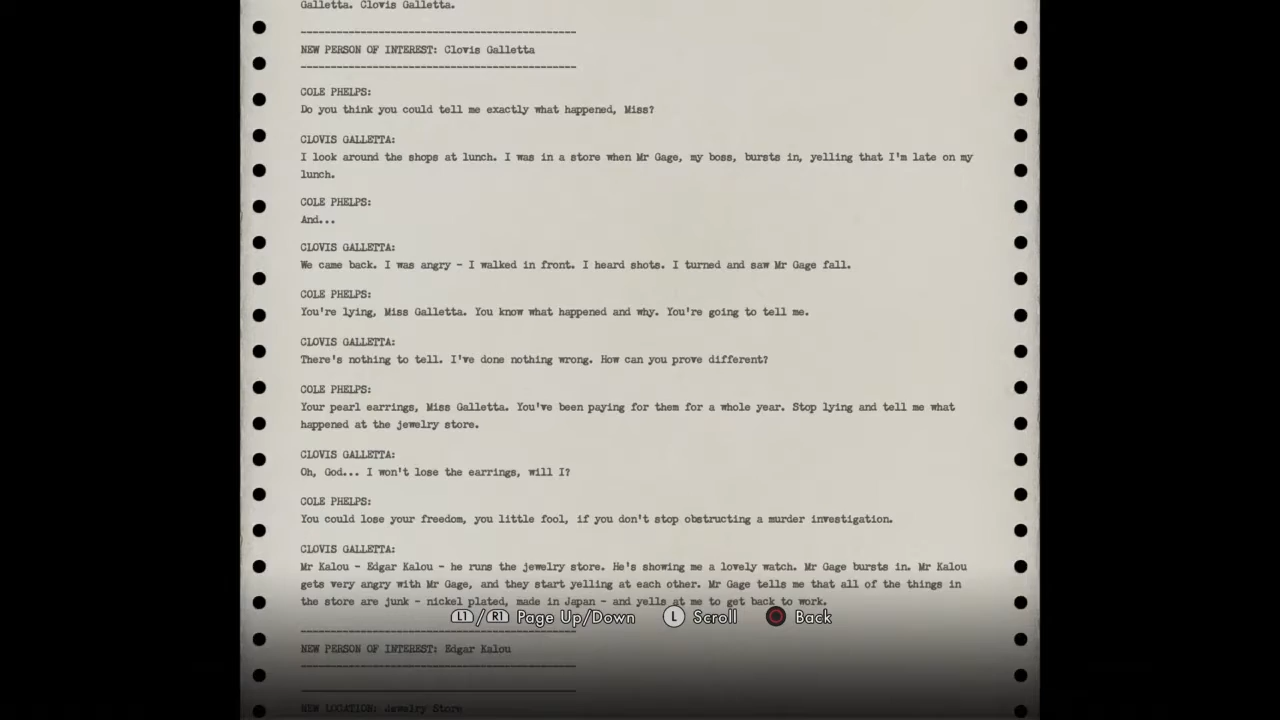 Galletta. Clovis Galletta.
----------------------------------------------
NEW PERSON OF INTEREST: Clovis Galletta
----------------------------------------------
COLE PHELPS:
Do you think you could tell me exactly what happened, Miss?
CLOVIS GALLETTA:
I look around the shops at lunch. I was in a store when Mr Gage, my boss, bursts in, yelling that I'm late on my
lunch.
COLE PHELPS:
And...
CLOVIS GALLETTA:
We came back. I was angry - I walked in front. I heard shots. I turned and saw Mr Gage fall.
COLE PHELPS:
You're lying, Miss Galletta. You know what happened and why. You're going to tell me.
CLOVIS GALLETTA:
There's nothing to tell. I've done nothing wrong. How can you prove different?
COLE PHELPS:
Your pearl earrings, Miss Galletta. You've been paying for them for a whole year. Stop lying and tell me what
happened at the jewelry store.
CLOVIS GALLETTA:
Oh, God... I won't lose the earrings, will I?
COLE PHELPS:
You could lose your freedom, you little fool, if you don't stop obstructing a murder investigation.
CLOVIS GALLETTA:
Mr Kalou - Edgar Kalou - he runs the jewelry store. He's showing me a lovely watch. Mr Gage bursts in. Mr Kalou
gets very angry with Mr Gage, and they start yelling at each other. Mr Gage tells me that all of the things in
the store are junk - nickel plated, made in Japan - and yells at me to get back to work.
L1/R1 Page Up/Down L Scroll Back
----------------------------------------------
NEW PERSON OF INTEREST: Edgar Kalou
----------------------------------------------
----------------------------------------------
NEW LOCATION: Jewelry Store